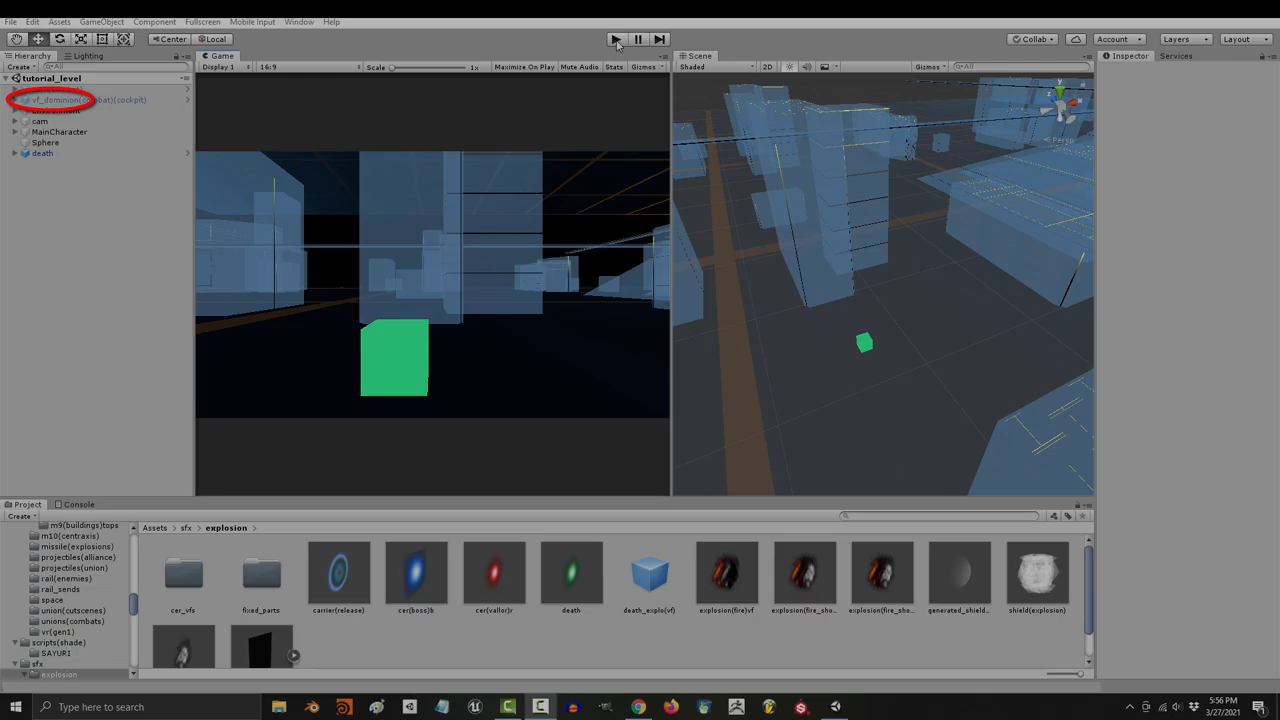 File Edit Assets GameObject Component Fullscreen Mobile Input Window Help
Center Local Collab Account Layers Layout
Hierarchy Lighting Game Scene Inspector Services
Create All Display 1 16:9 Scale 1x Maximize On Play Mute Audio Stats Gizmos Shaded 2D Gizmos All
tutorial_level
vf_dominion(combat)(cockpit)
Environment
cam
MainCharacter
Sphere
death
y
x
z
Persp
Project Console
Create
m9(buildings)tops
m10(centraxis)
missile(explosions)
projectiles(alliance)
projectiles(union)
rail(enemies)
rail_sends
space
union(cutscenes)
unions(combats)
vr(gen1)
scripts(shade)
SAYURI
sfx
explosion
Assets sfx explosion
cer_vfs fixed_parts carrier(release) cer(boss)b cer(vallor)r death death_explo(vf) explosion(fire)vf explosion(fire_sho... explosion(fire_sho... generated_shield... shield(explosion)
Type here to search
5:56 PM
3/27/2021